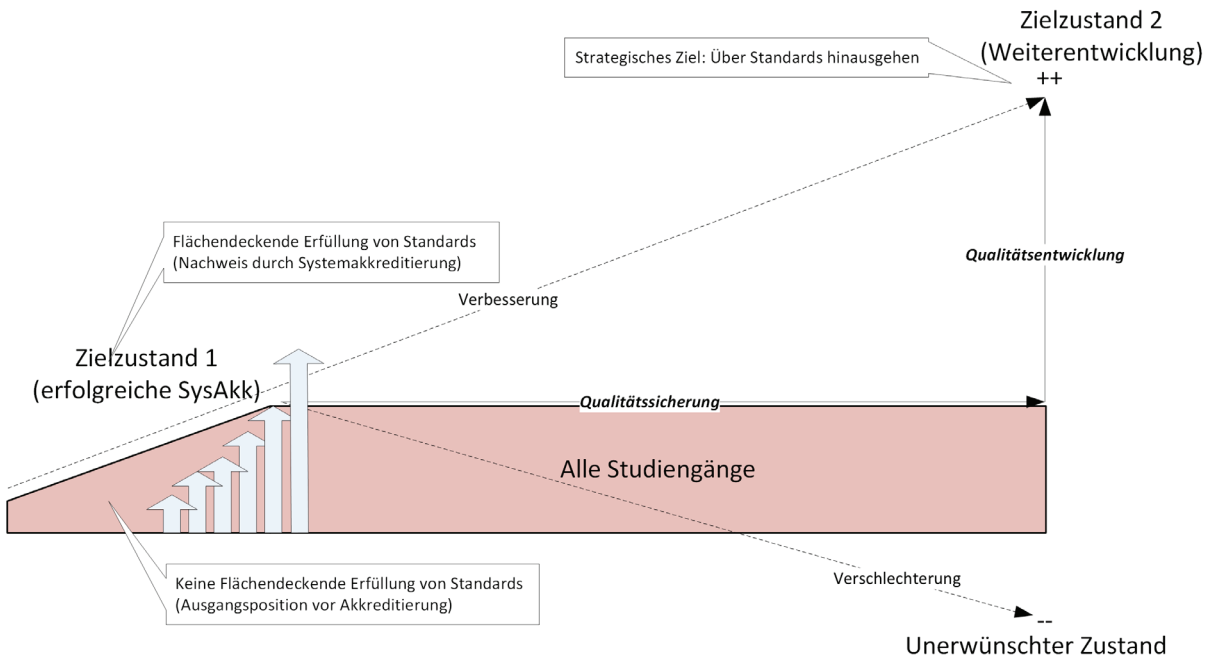 Zielzustand 2
(Weiterentwicklung)
++
Strategisches Ziel: Über Standards hinausgehen
Flächendeckende Erfüllung von Standards
(Nachweis durch Systemakkreditierung)
Qualitätsentwicklung
Verbesserung
Zielzustand 1
(erfolgreiche SysAkk)
Qualitätssicherung
Alle Studiengänge
Keine Flächendeckende Erfüllung von Standards
(Ausgangsposition vor Akkreditierung)
Verschlechterung
--
Unerwünschter Zustand